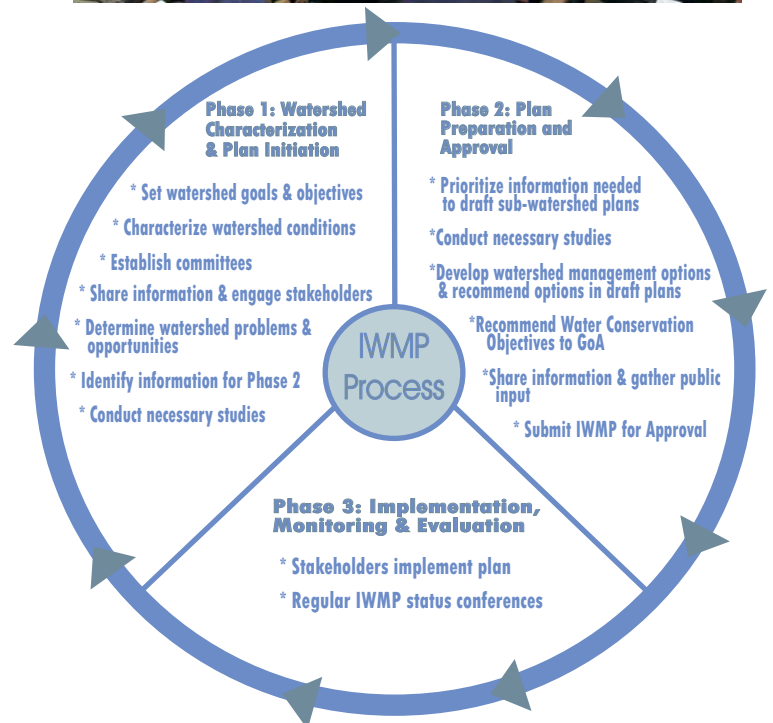 Phase 1: Watershed
Characterization
& Plan Initiation
* Set watershed goals & objectives
* Characterize watershed conditions
* Establish committees
* Share information & engage stakeholders
* Determine watershed problems &
opportunities
* Identify information for Phase 2
* Conduct necessary studies
Phase 2: Plan
Preparation and
Approval
* Prioritize information needed
to draft sub-watershed plans
*Conduct necessary studies
*Develop watershed management options
& recommend options in draft plans
*Recommend Water Conservation
Objectives to GoA
*Share information & gather public
input
* Submit IWMP for Approval
IWMP
Process
Phase 3: Implementation,
Monitoring & Evaluation
* Stakeholders implement plan
* Regular IWMP status conferences